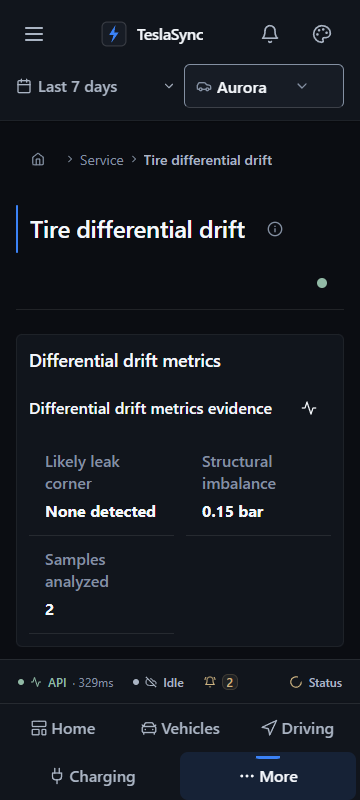 TeslaSync
Last 7 days
Aurora
Service
Tire differential drift
Tire differential drift
Differential drift metrics
Differential drift metrics evidence
Likely leak
corner
None detected
Structural
imbalance
0.15 bar
Samples
analyzed
2
API · 329ms
Idle
2
Status
Home
Vehicles
Driving
Charging
More